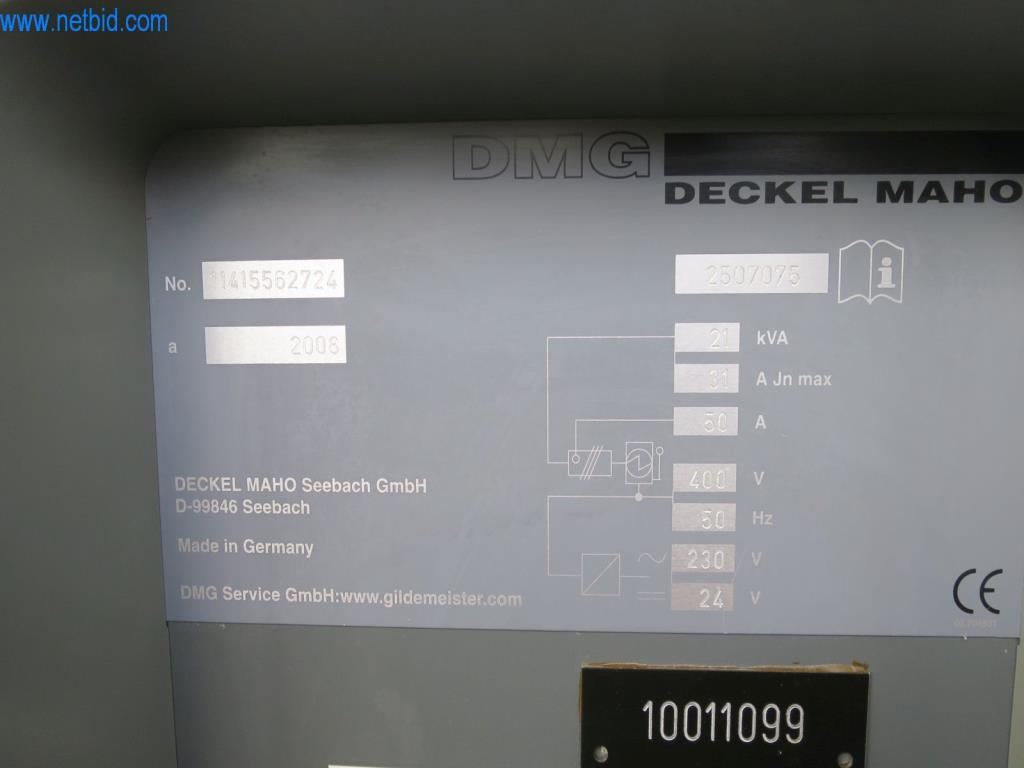 www.netbid.com
DMG
DECKEL MAHO
No. 11415562724
2507075
a 2008
21 kVA
31 A Jn max
50 A
400 V
50 Hz
230 V
24 V
DECKEL MAHO Seebach GmbH
D-99846 Seebach
Made in Germany
DMG Service GmbH:www.gildemeister.com
CE
10011099